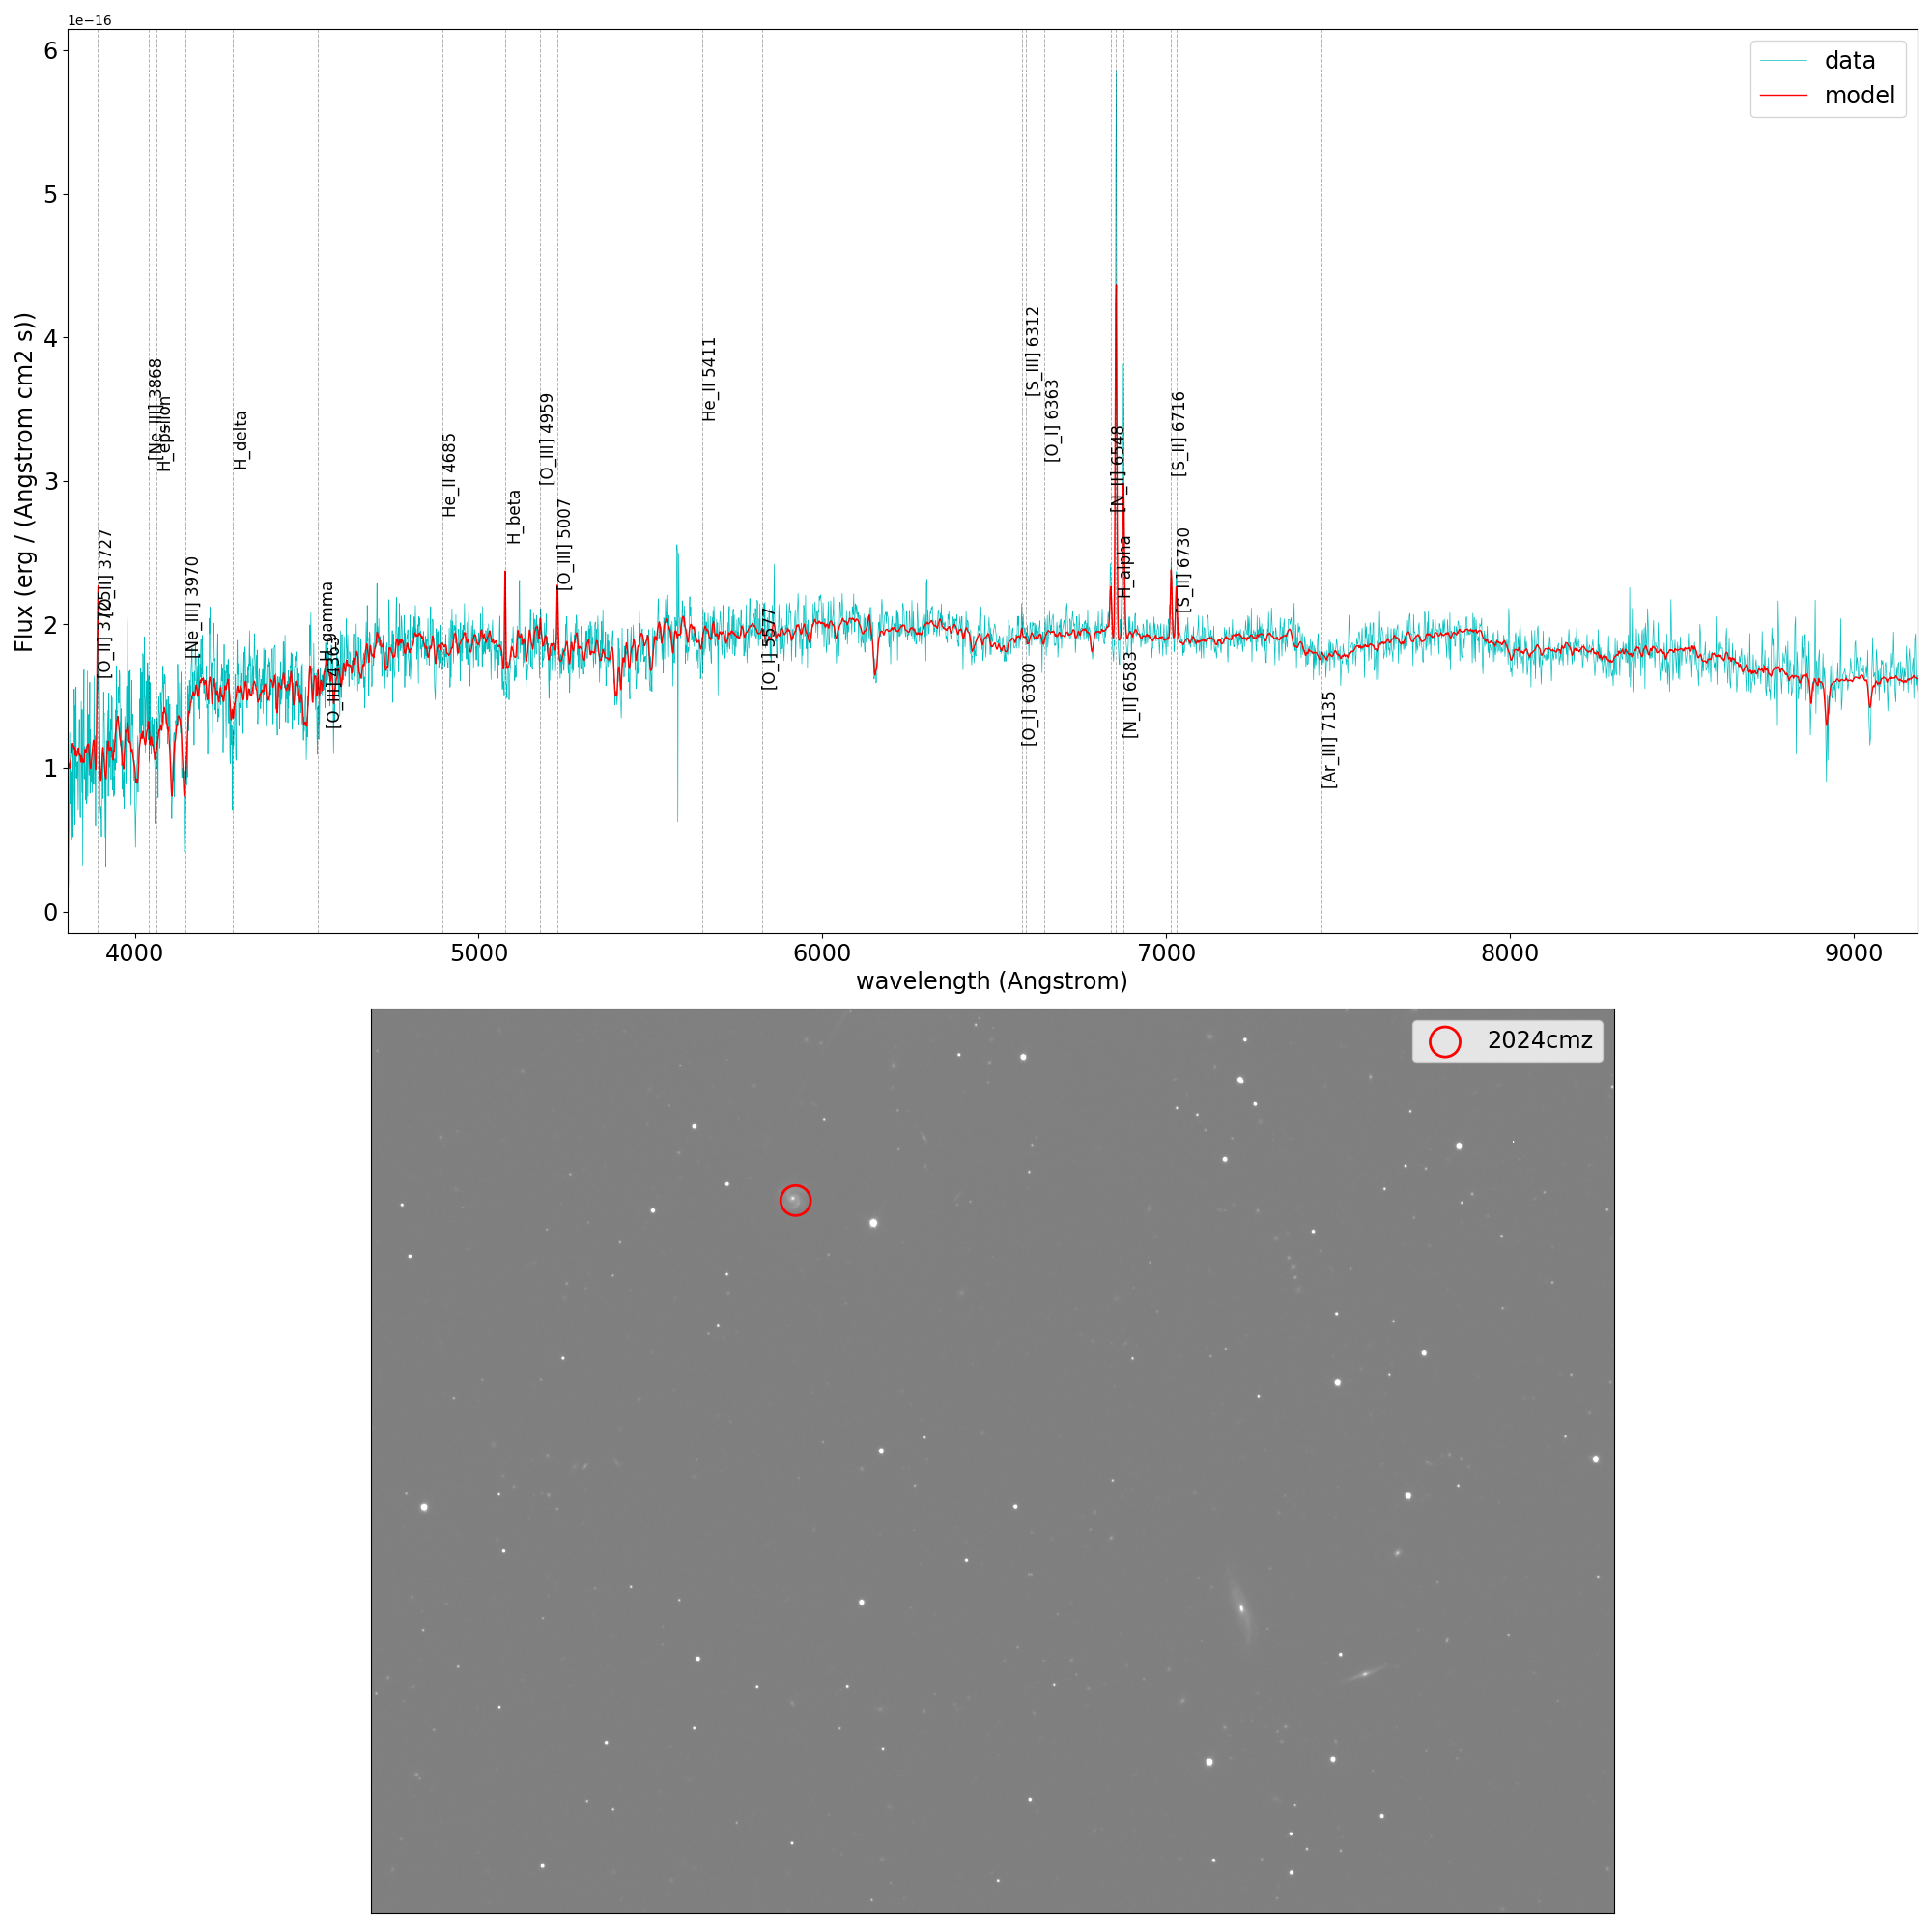 1e−16
6
5
4
3
2
1
0
Flux (erg / (Angstrom cm2 s))
data
model
[O_II] 3725
[O_II] 3727
[Ne_III] 3868
H_epsilon
[Ne_III] 3970
H_delta
H_gamma
[O_III] 4363
He_II 4685
H_beta
[O_III] 4959
[O_III] 5007
He_II 5411
[O_I] 5577
[O_I] 6300
[S_III] 6312
[O_I] 6363
[N_II] 6548
H_alpha
[N_II] 6583
[S_II] 6716
[S_II] 6730
[Ar_III] 7135
4000 5000 6000 7000 8000 9000
wavelength (Angstrom)
2024cmz